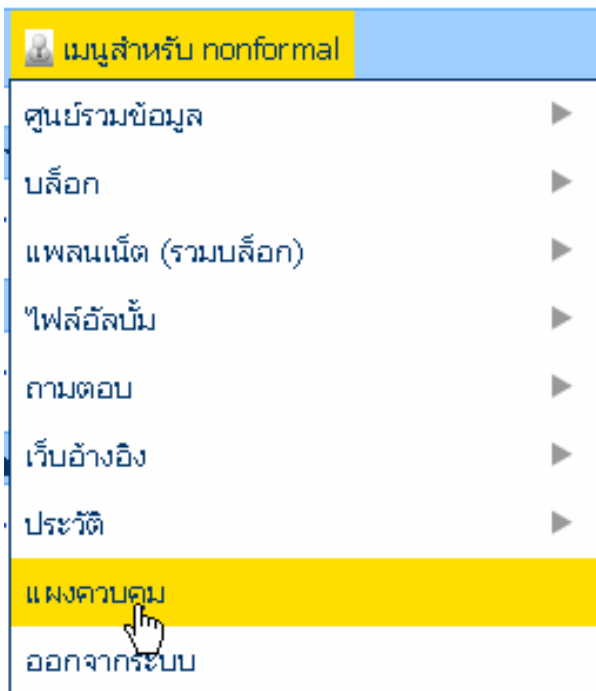 เมนูสำหรับ nonformal
ศูนย์รวมข้อมูล
บล็อก
แพลนเน็ต (รวมบล็อก)
ไฟล์อัลบั้ม
ถามตอบ
เว็บอ้างอิง
ประวัติ
แผงควบคุม
ออกจากระบบ